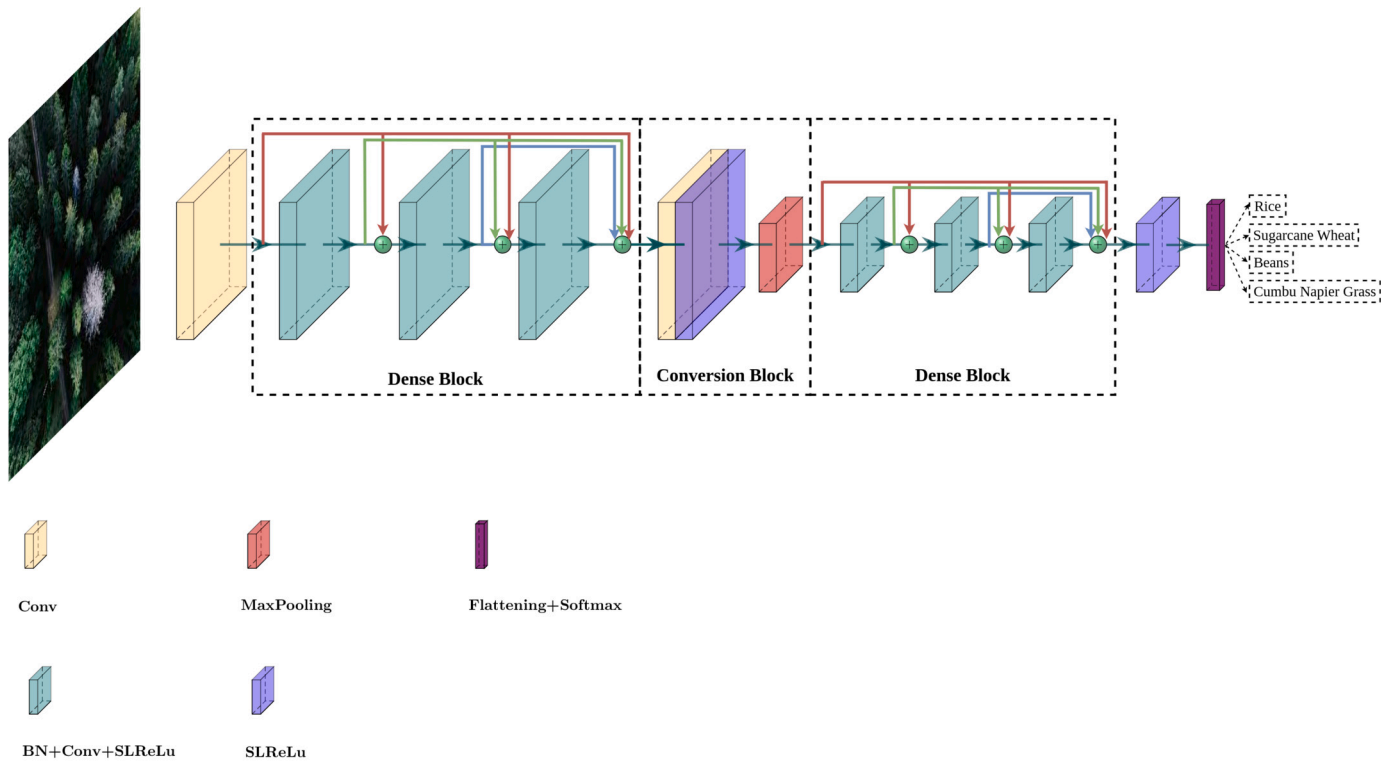 Rice
Sugarcane Wheat
Beans
Cumbu Napier Grass
Dense Block
Conversion Block
Dense Block
Conv
MaxPooling
Flattening+Softmax
BN+Conv+SLReLu
SLReLu